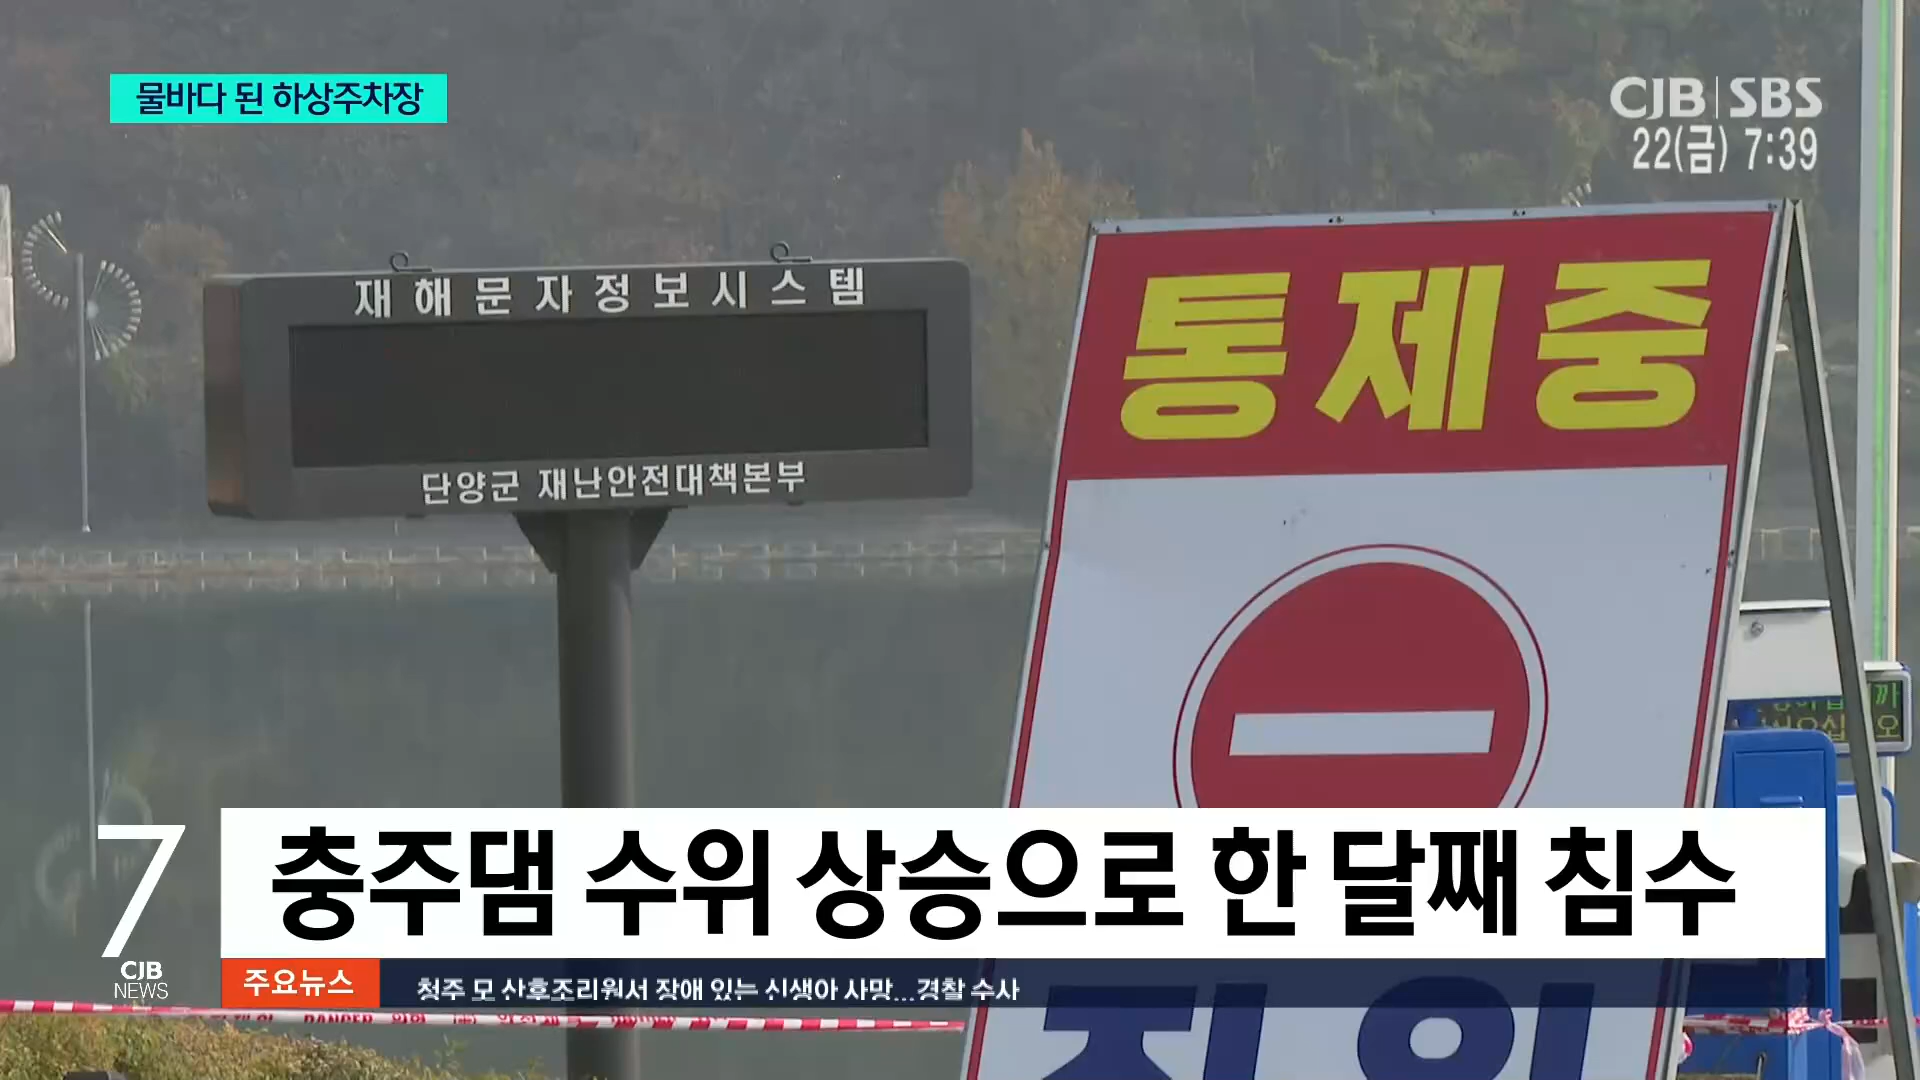 물바다 된 하상주차장
CJB SBS
22(금) 7:39
재해문자정보시스템
단양군 재난안전대책본부
통제중
7
CJB
NEWS
충주댐 수위 상승으로 한 달째 침수
주요뉴스
청주 모 산후조리원서 장애 있는 신생아 사망...경찰 수사
DANGER